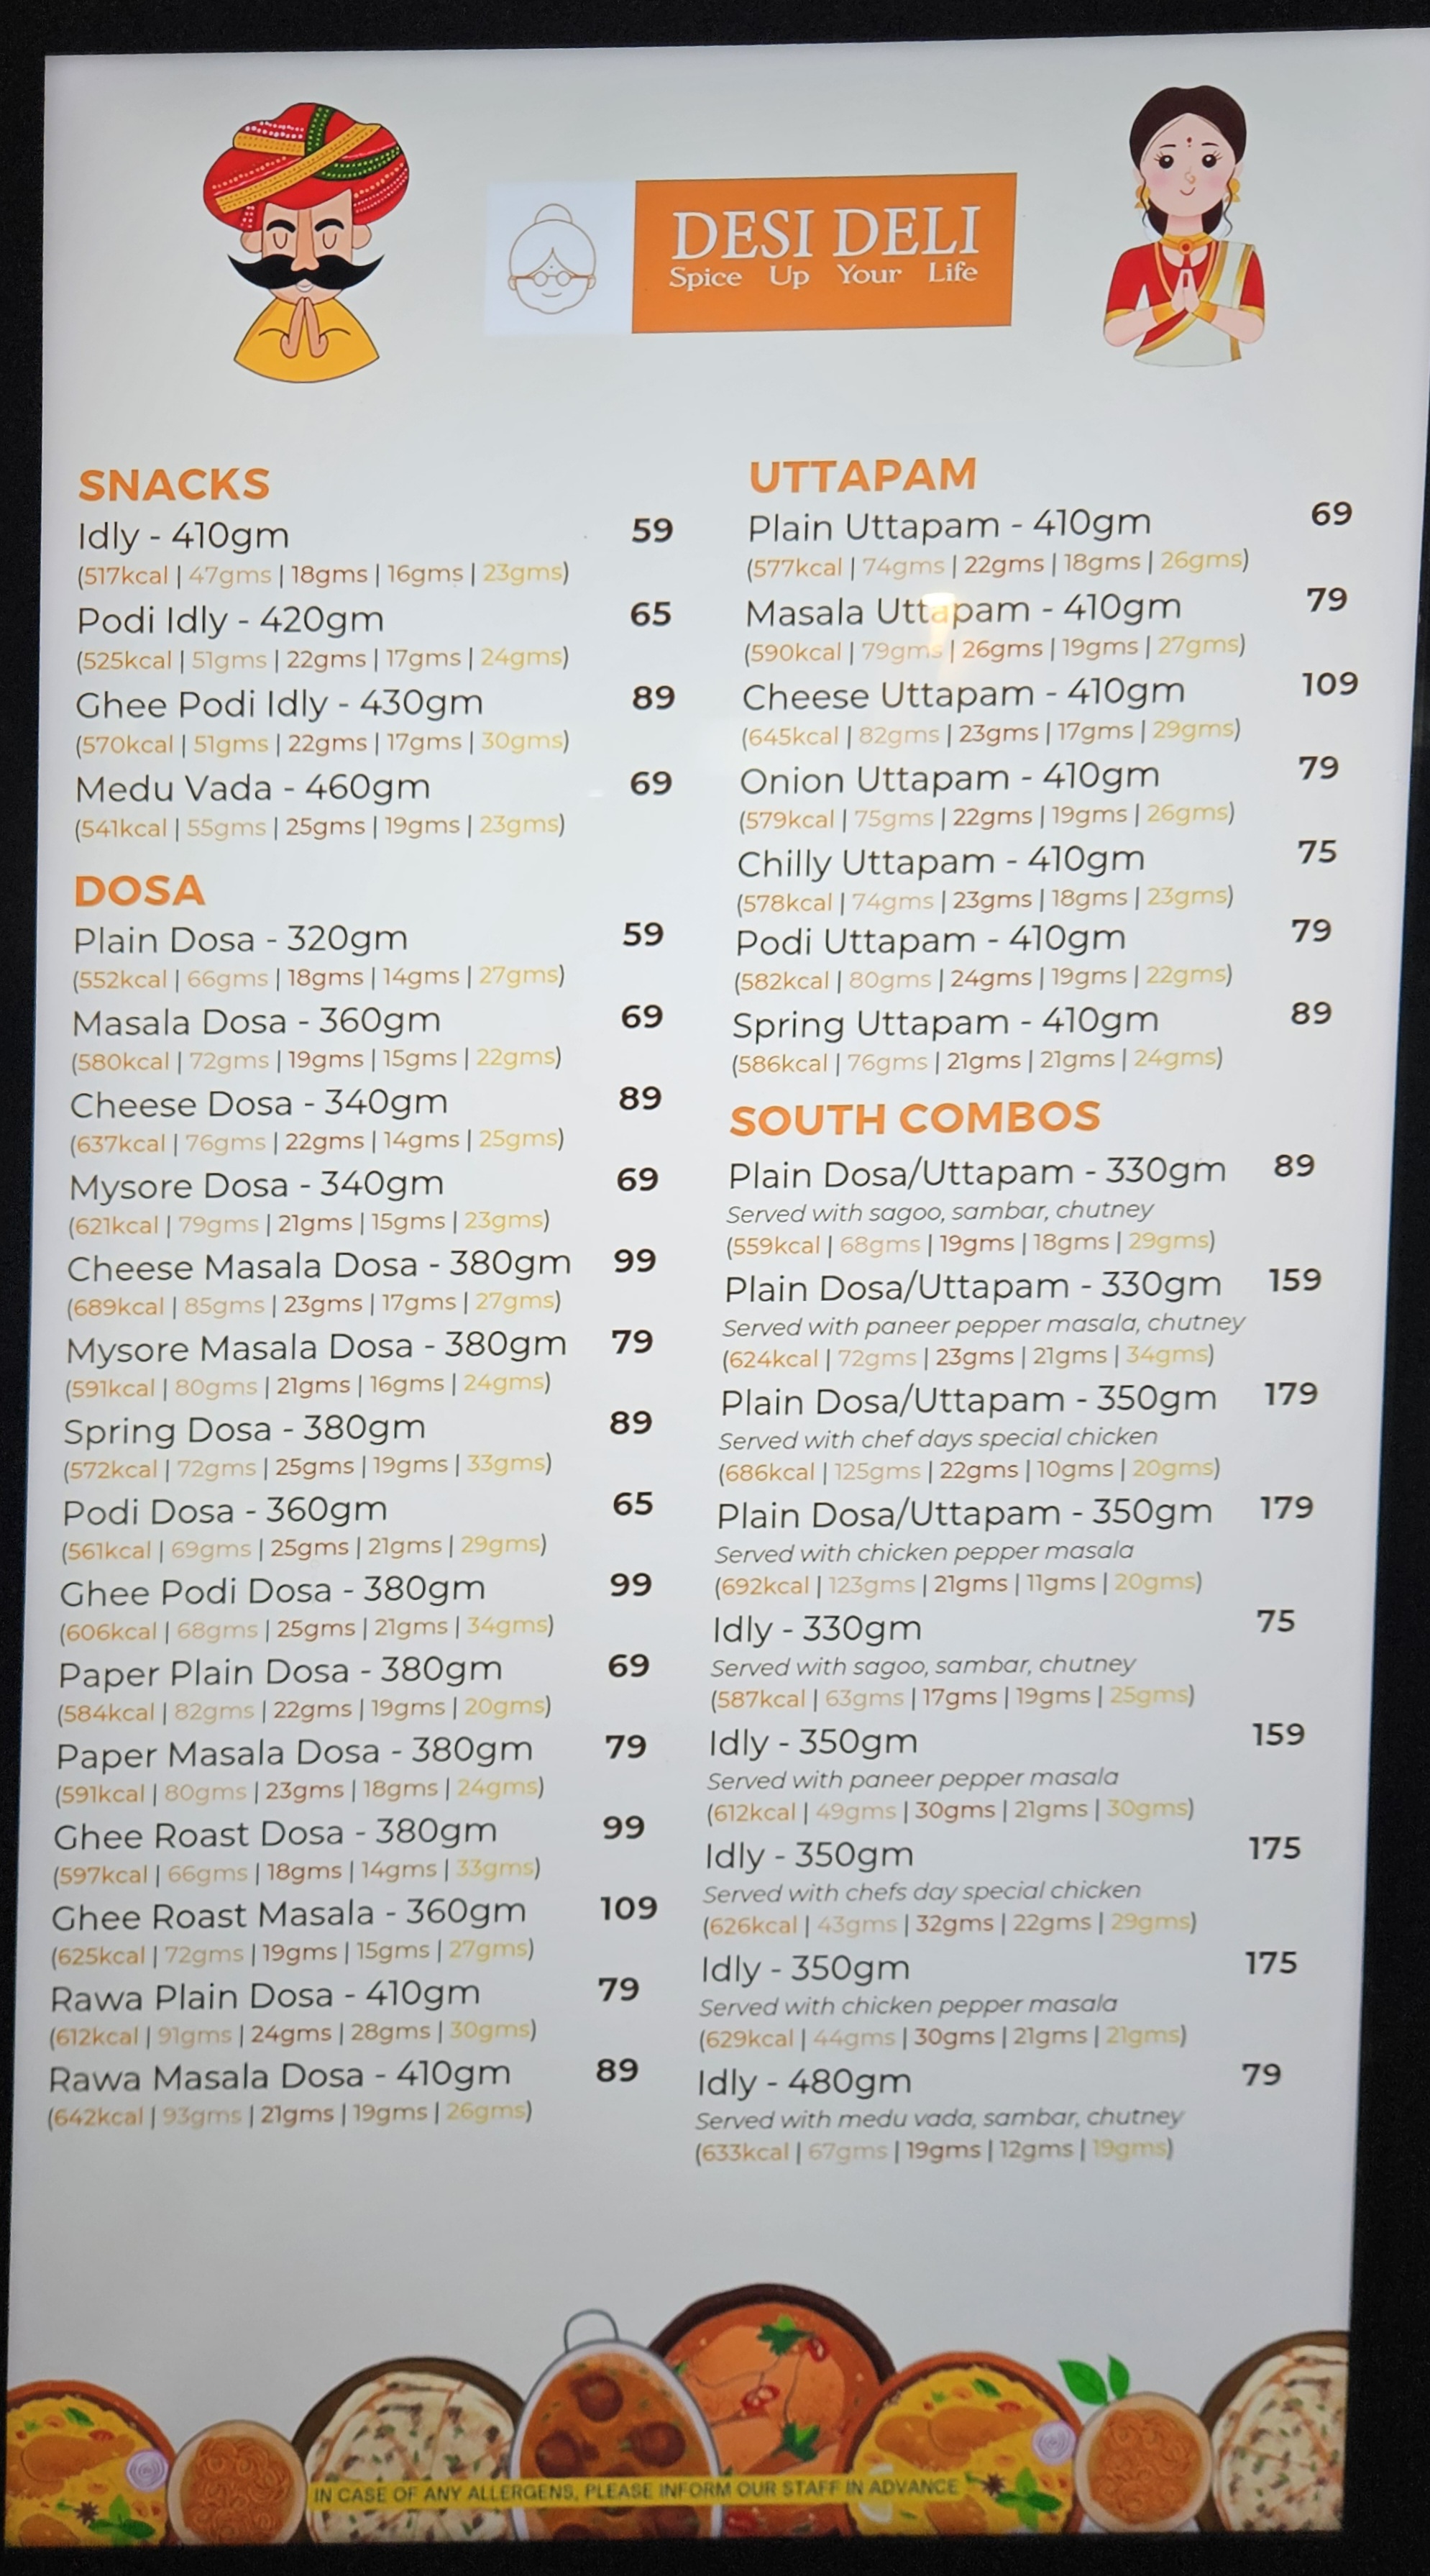 DESI DELI
Spice Up Your Life
SNACKS
Idly - 410gm 59
(517kcal | 47gms | 18gms | 16gms | 23gms)
Podi Idly - 420gm 65
(525kcal | 51gms | 22gms | 17gms | 24gms)
Ghee Podi Idly - 430gm 89
(570kcal | 51gms | 22gms | 17gms | 30gms)
Medu Vada - 460gm 69
(541kcal | 55gms | 25gms | 19gms | 23gms)
DOSA
Plain Dosa - 320gm 59
(552kcal | 66gms | 18gms | 14gms | 27gms)
Masala Dosa - 360gm 69
(580kcal | 72gms | 19gms | 15gms | 22gms)
Cheese Dosa - 340gm 89
(637kcal | 76gms | 22gms | 14gms | 25gms)
Mysore Dosa - 340gm 69
(621kcal | 79gms | 21gms | 15gms | 23gms)
Cheese Masala Dosa - 380gm 99
(689kcal | 85gms | 23gms | 17gms | 27gms)
Mysore Masala Dosa - 380gm 79
(591kcal | 80gms | 21gms | 16gms | 24gms)
Spring Dosa - 380gm 89
(572kcal | 72gms | 25gms | 19gms | 33gms)
Podi Dosa - 360gm 65
(561kcal | 69gms | 25gms | 21gms | 29gms)
Ghee Podi Dosa - 380gm 99
(606kcal | 68gms | 25gms | 21gms | 34gms)
Paper Plain Dosa - 380gm 69
(584kcal | 82gms | 22gms | 19gms | 20gms)
Paper Masala Dosa - 380gm 79
(591kcal | 80gms | 23gms | 18gms | 24gms)
Ghee Roast Dosa - 380gm 99
(597kcal | 66gms | 18gms | 14gms | 33gms)
Ghee Roast Masala - 360gm 109
(625kcal | 72gms | 19gms | 15gms | 27gms)
Rawa Plain Dosa - 410gm 79
(612kcal | 91gms | 24gms | 28gms | 30gms)
Rawa Masala Dosa - 410gm 89
(642kcal | 93gms | 21gms | 19gms | 26gms)
UTTAPAM
Plain Uttapam - 410gm 69
(577kcal | 74gms | 22gms | 18gms | 26gms)
Masala Uttapam - 410gm 79
(590kcal | 79gms | 26gms | 19gms | 27gms)
Cheese Uttapam - 410gm 109
(645kcal | 82gms | 23gms | 17gms | 29gms)
Onion Uttapam - 410gm 79
(579kcal | 75gms | 22gms | 19gms | 26gms)
Chilly Uttapam - 410gm 75
(578kcal | 74gms | 23gms | 18gms | 23gms)
Podi Uttapam - 410gm 79
(582kcal | 80gms | 24gms | 19gms | 22gms)
Spring Uttapam - 410gm 89
(586kcal | 76gms | 21gms | 21gms | 24gms)
SOUTH COMBOS
Plain Dosa/Uttapam - 330gm 89
Served with sagoo, sambar, chutney
(559kcal | 68gms | 19gms | 18gms | 29gms)
Plain Dosa/Uttapam - 330gm 159
Served with paneer pepper masala, chutney
(624kcal | 72gms | 23gms | 21gms | 34gms)
Plain Dosa/Uttapam - 350gm 179
Served with chef days special chicken
(686kcal | 125gms | 22gms | 10gms | 20gms)
Plain Dosa/Uttapam - 350gm 179
Served with chicken pepper masala
(692kcal | 123gms | 21gms | 11gms | 20gms)
Idly - 330gm 75
Served with sagoo, sambar, chutney
(587kcal | 63gms | 17gms | 19gms | 25gms)
Idly - 350gm 159
Served with paneer pepper masala
(612kcal | 49gms | 30gms | 21gms | 30gms)
Idly - 350gm 175
Served with chefs day special chicken
(626kcal | 43gms | 32gms | 22gms | 29gms)
Idly - 350gm 175
Served with chicken pepper masala
(629kcal | 44gms | 30gms | 21gms | 21gms)
Idly - 480gm 79
Served with medu vada, sambar, chutney
(633kcal | 67gms | 19gms | 12gms | 19gms)
IN CASE OF ANY ALLERGENS, PLEASE INFORM OUR STAFF IN ADVANCE